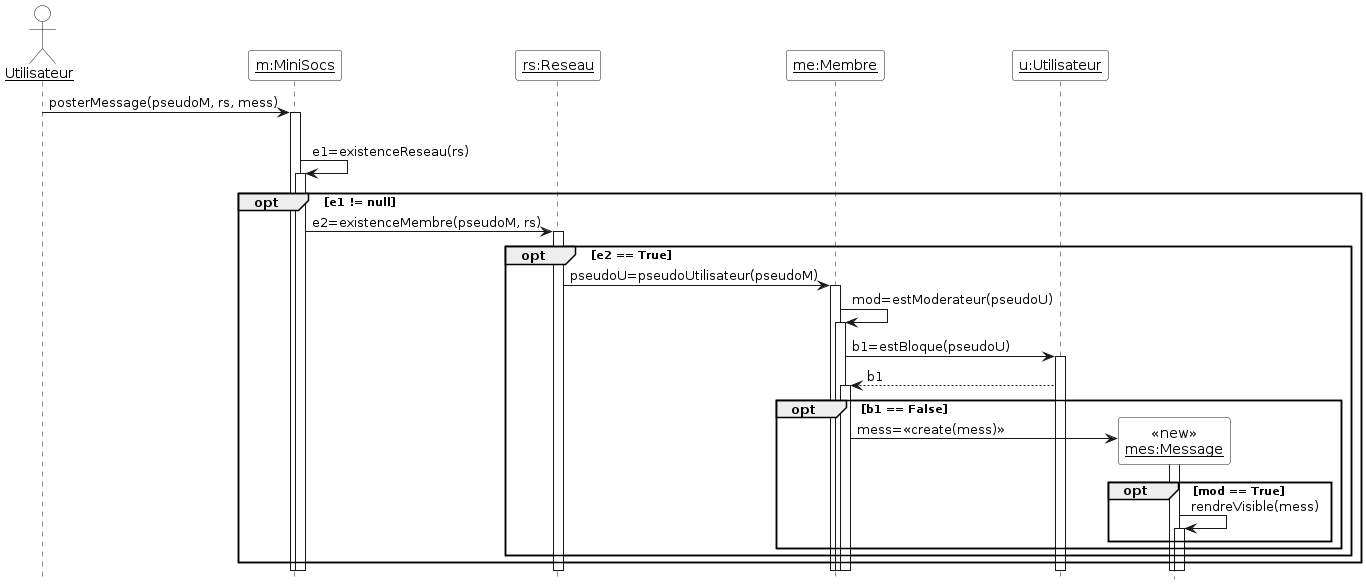 Utilisateur
m:MiniSocs
rs:Reseau
me:Membre
u:Utilisateur
posterMessage(pseudoM, rs, mess)
e1=existenceReseau(rs)
opt
[e1 != null]
e2=existenceMembre(pseudoM, rs)
opt
[e2 == True]
pseudoU=pseudoUtilisateur(pseudoM)
mod=estModerateur(pseudoU)
b1=estBloque(pseudoU)
b1
opt
[b1 == False]
mess=«create(mess)»
«new»
mes:Message
opt
[mod == True]
rendreVisible(mess)